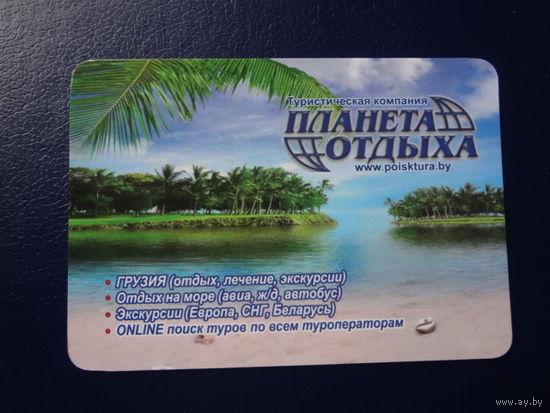 Туристическая компания
ПЛАНЕТА
ОТДЫХА
www.poisktura.by
• ГРУЗИЯ (отдых, лечение, экскурсии)
• Отдых на море (авиа, ж/д, автобус)
• Экскурсии (Европа, СНГ, Беларусь)
• ONLINE поиск туров по всем туроператорам
www.ay.by